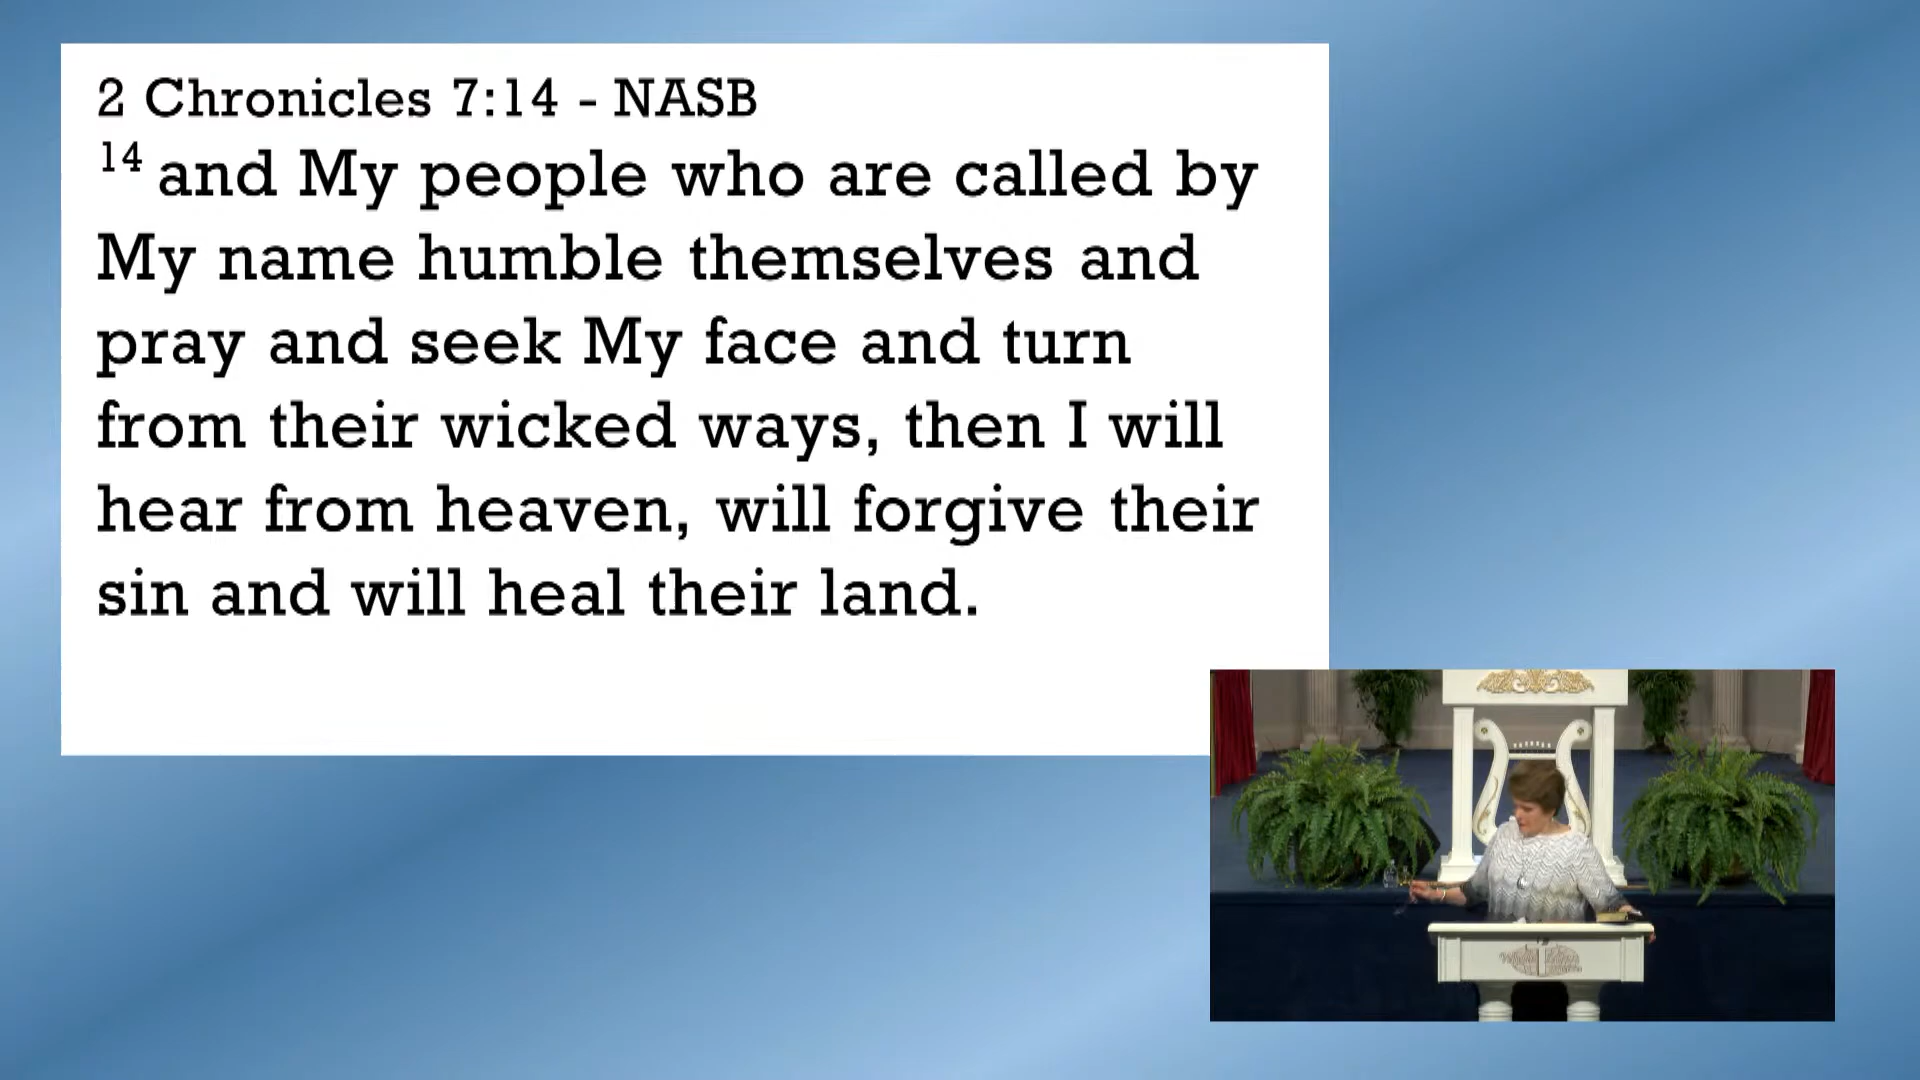 2 Chronicles 7:14 - NASB
14 and My people who are called by
My name humble themselves and
pray and seek My face and turn
from their wicked ways, then I will
hear from heaven, will forgive their
sin and will heal their land.